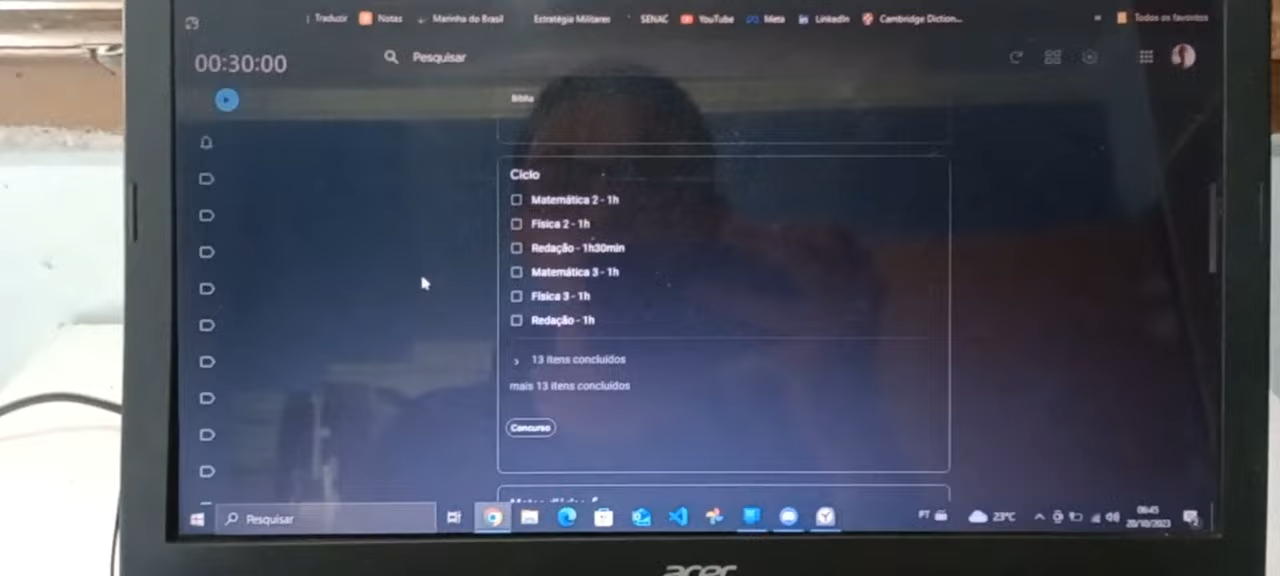 Traduzir Notas Marinha do Brasil Estratégia Militares SENAC YouTube Meta LinkedIn Cambridge Diction... » Todos os favoritos
00:30:00 Pesquisar
Bíblia
Ciclo
Matemática 2 - 1h
Física 2 - 1h
Redação - 1h30min
Matemática 3 - 1h
Física 3 - 1h
Redação - 1h
13 itens concluídos
mais 13 itens concluídos
Concurso
Pesquisar PT 23°C 06:45
20/10/2023
acer